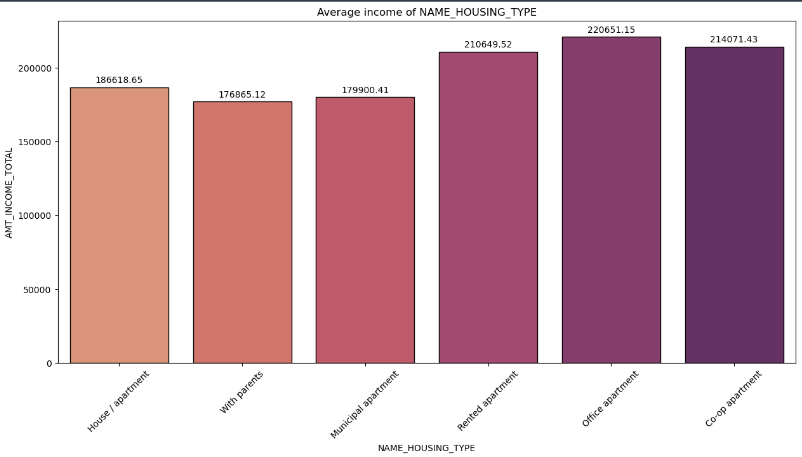 Average income of NAME_HOUSING_TYPE
220651.15
214071.43
210649.52
186618.65
179900.41
176865.12
AMT_INCOME_TOTAL
200000
150000
100000
50000
0
House / apartment
With parents
Municipal apartment
Rented apartment
Office apartment
Co-op apartment
NAME_HOUSING_TYPE